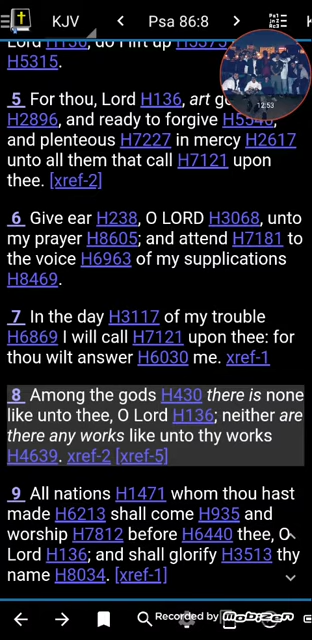 KJV
Psa 86:8
Lord H136, do I lift up
H5315.
5 For thou, Lord H136, art
H2896, and ready to forgive
and plenteous H7227 in mercy H2617
unto all them that call H7121 upon
thee. [xref-2]
12:53
6 Give ear H238, O LORD H3068, unto
my prayer H8605; and attend H7181 to
the voice H6963 of my supplications
H8469.
7 In the day H3117 of my trouble
H6869 I will call H7121 upon thee: for
thou wilt answer H6030 me. xref-1
8 Among the gods H430 there is none
like unto thee, O Lord H136; neither are
there any works like unto thy works
H4639. xref-2 [xref-5]
9 All nations H1471 whom thou hast
made H6213 shall come H935 and
worship H7812 before H6440 thee, O
Lord H136; and shall glorify H3513 thy
name H8034. [xref-1]
Recorded by